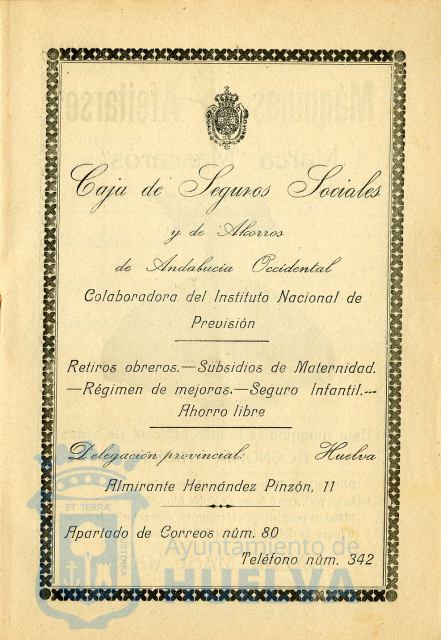 Caja de Seguros Sociales
y de Ahorros
de Andalucía Occidental
Colaboradora del Instituto Nacional de
Previsión
Retiros obreros.—Subsidios de Maternidad.
—Régimen de mejoras.—Seguro Infantil.—
Ahorro libre
Delegación provincial: Huelva
Almirante Hernández Pinzón, 11
Apartado de Correos núm. 80
Teléfono núm. 342
ET TERRÆ
Ayuntamiento de
HUELVA